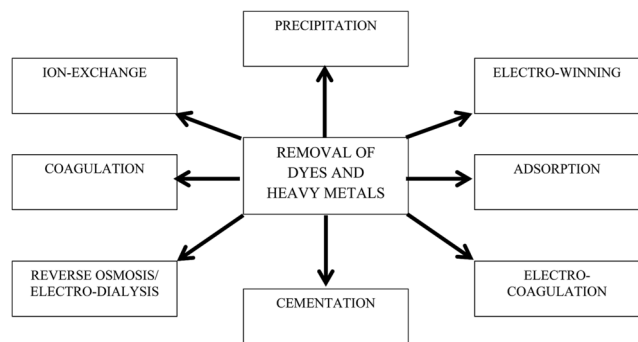 PRECIPITATION
ION-EXCHANGE
ELECTRO-WINNING
REMOVAL OF
DYES AND
HEAVY METALS
COAGULATION
ADSORPTION
REVERSE OSMOSIS/
ELECTRO-DIALYSIS
ELECTRO-
COAGULATION
CEMENTATION